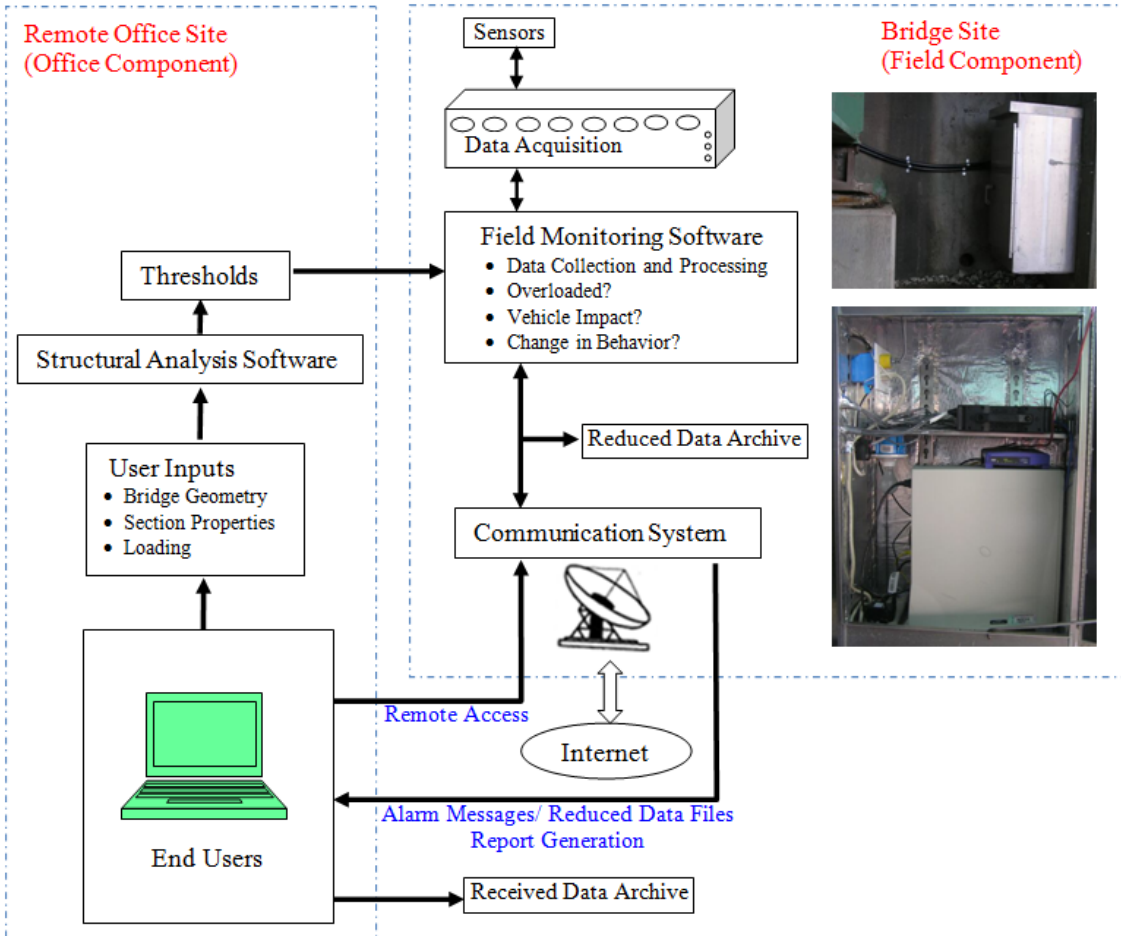 Remote Office Site
(Office Component)
Sensors
Bridge Site
(Field Component)
Data Acquisition
Field Monitoring Software
• Data Collection and Processing
• Overloaded?
• Vehicle Impact?
• Change in Behavior?
Thresholds
Structural Analysis Software
Reduced Data Archive
User Inputs
• Bridge Geometry
• Section Properties
• Loading
Communication System
Remote Access
Internet
Alarm Messages/ Reduced Data Files
Report Generation
End Users
Received Data Archive